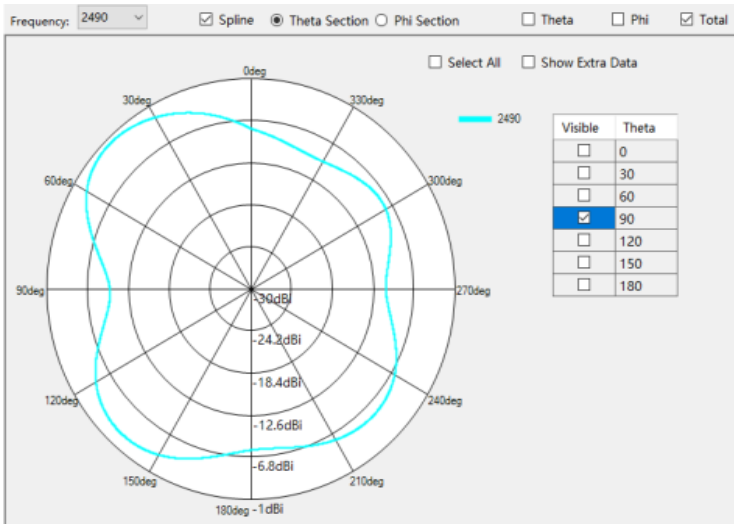 Frequency: 2490 Spline Theta Section Phi Section Theta Phi Total
Select All Show Extra Data
0deg
30deg 330deg
2490
Visible Theta
0
30
60deg 300deg
60
90
120
150
180
90deg 270deg
-30dBi
-24.2dBi
-18.4dBi
120deg 240deg
-12.6dBi
-6.8dBi
150deg 210deg
180deg -1dBi